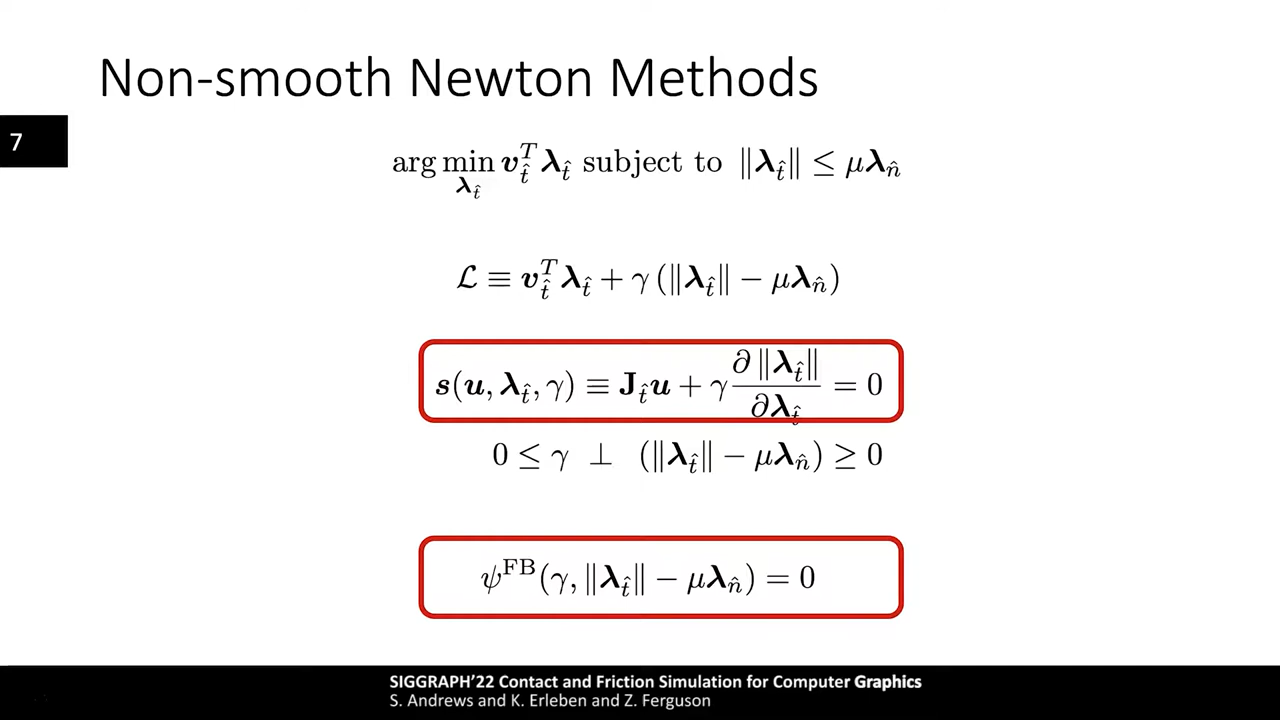 Non-smooth Newton Methods
7
arg min_{λ_t̂} v_t̂^T λ_t̂ subject to ‖λ_t̂‖ ≤ μλ_n̂
ℒ ≡ v_t̂^T λ_t̂ + γ (‖λ_t̂‖ − μλ_n̂)
s(u, λ_t̂, γ) ≡ J_t̂ u + γ ∂‖λ_t̂‖/∂λ_t̂ = 0
0 ≤ γ ⊥ (‖λ_t̂‖ − μλ_n̂) ≥ 0
ψ^FB(γ, ‖λ_t̂‖ − μλ_n̂) = 0
SIGGRAPH'22 Contact and Friction Simulation for Computer Graphics
S. Andrews and K. Erleben and Z. Ferguson